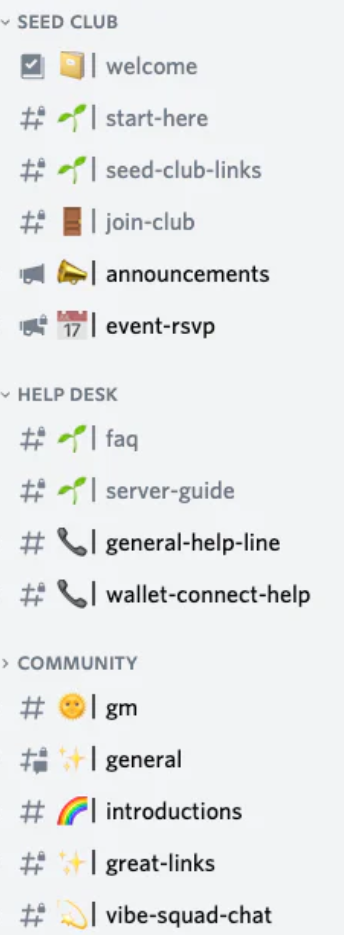 SEED CLUB
| welcome
| start-here
| seed-club-links
| join-club
| announcements
17 | event-rsvp
HELP DESK
| faq
| server-guide
| general-help-line
| wallet-connect-help
COMMUNITY
| gm
| general
| introductions
| great-links
| vibe-squad-chat